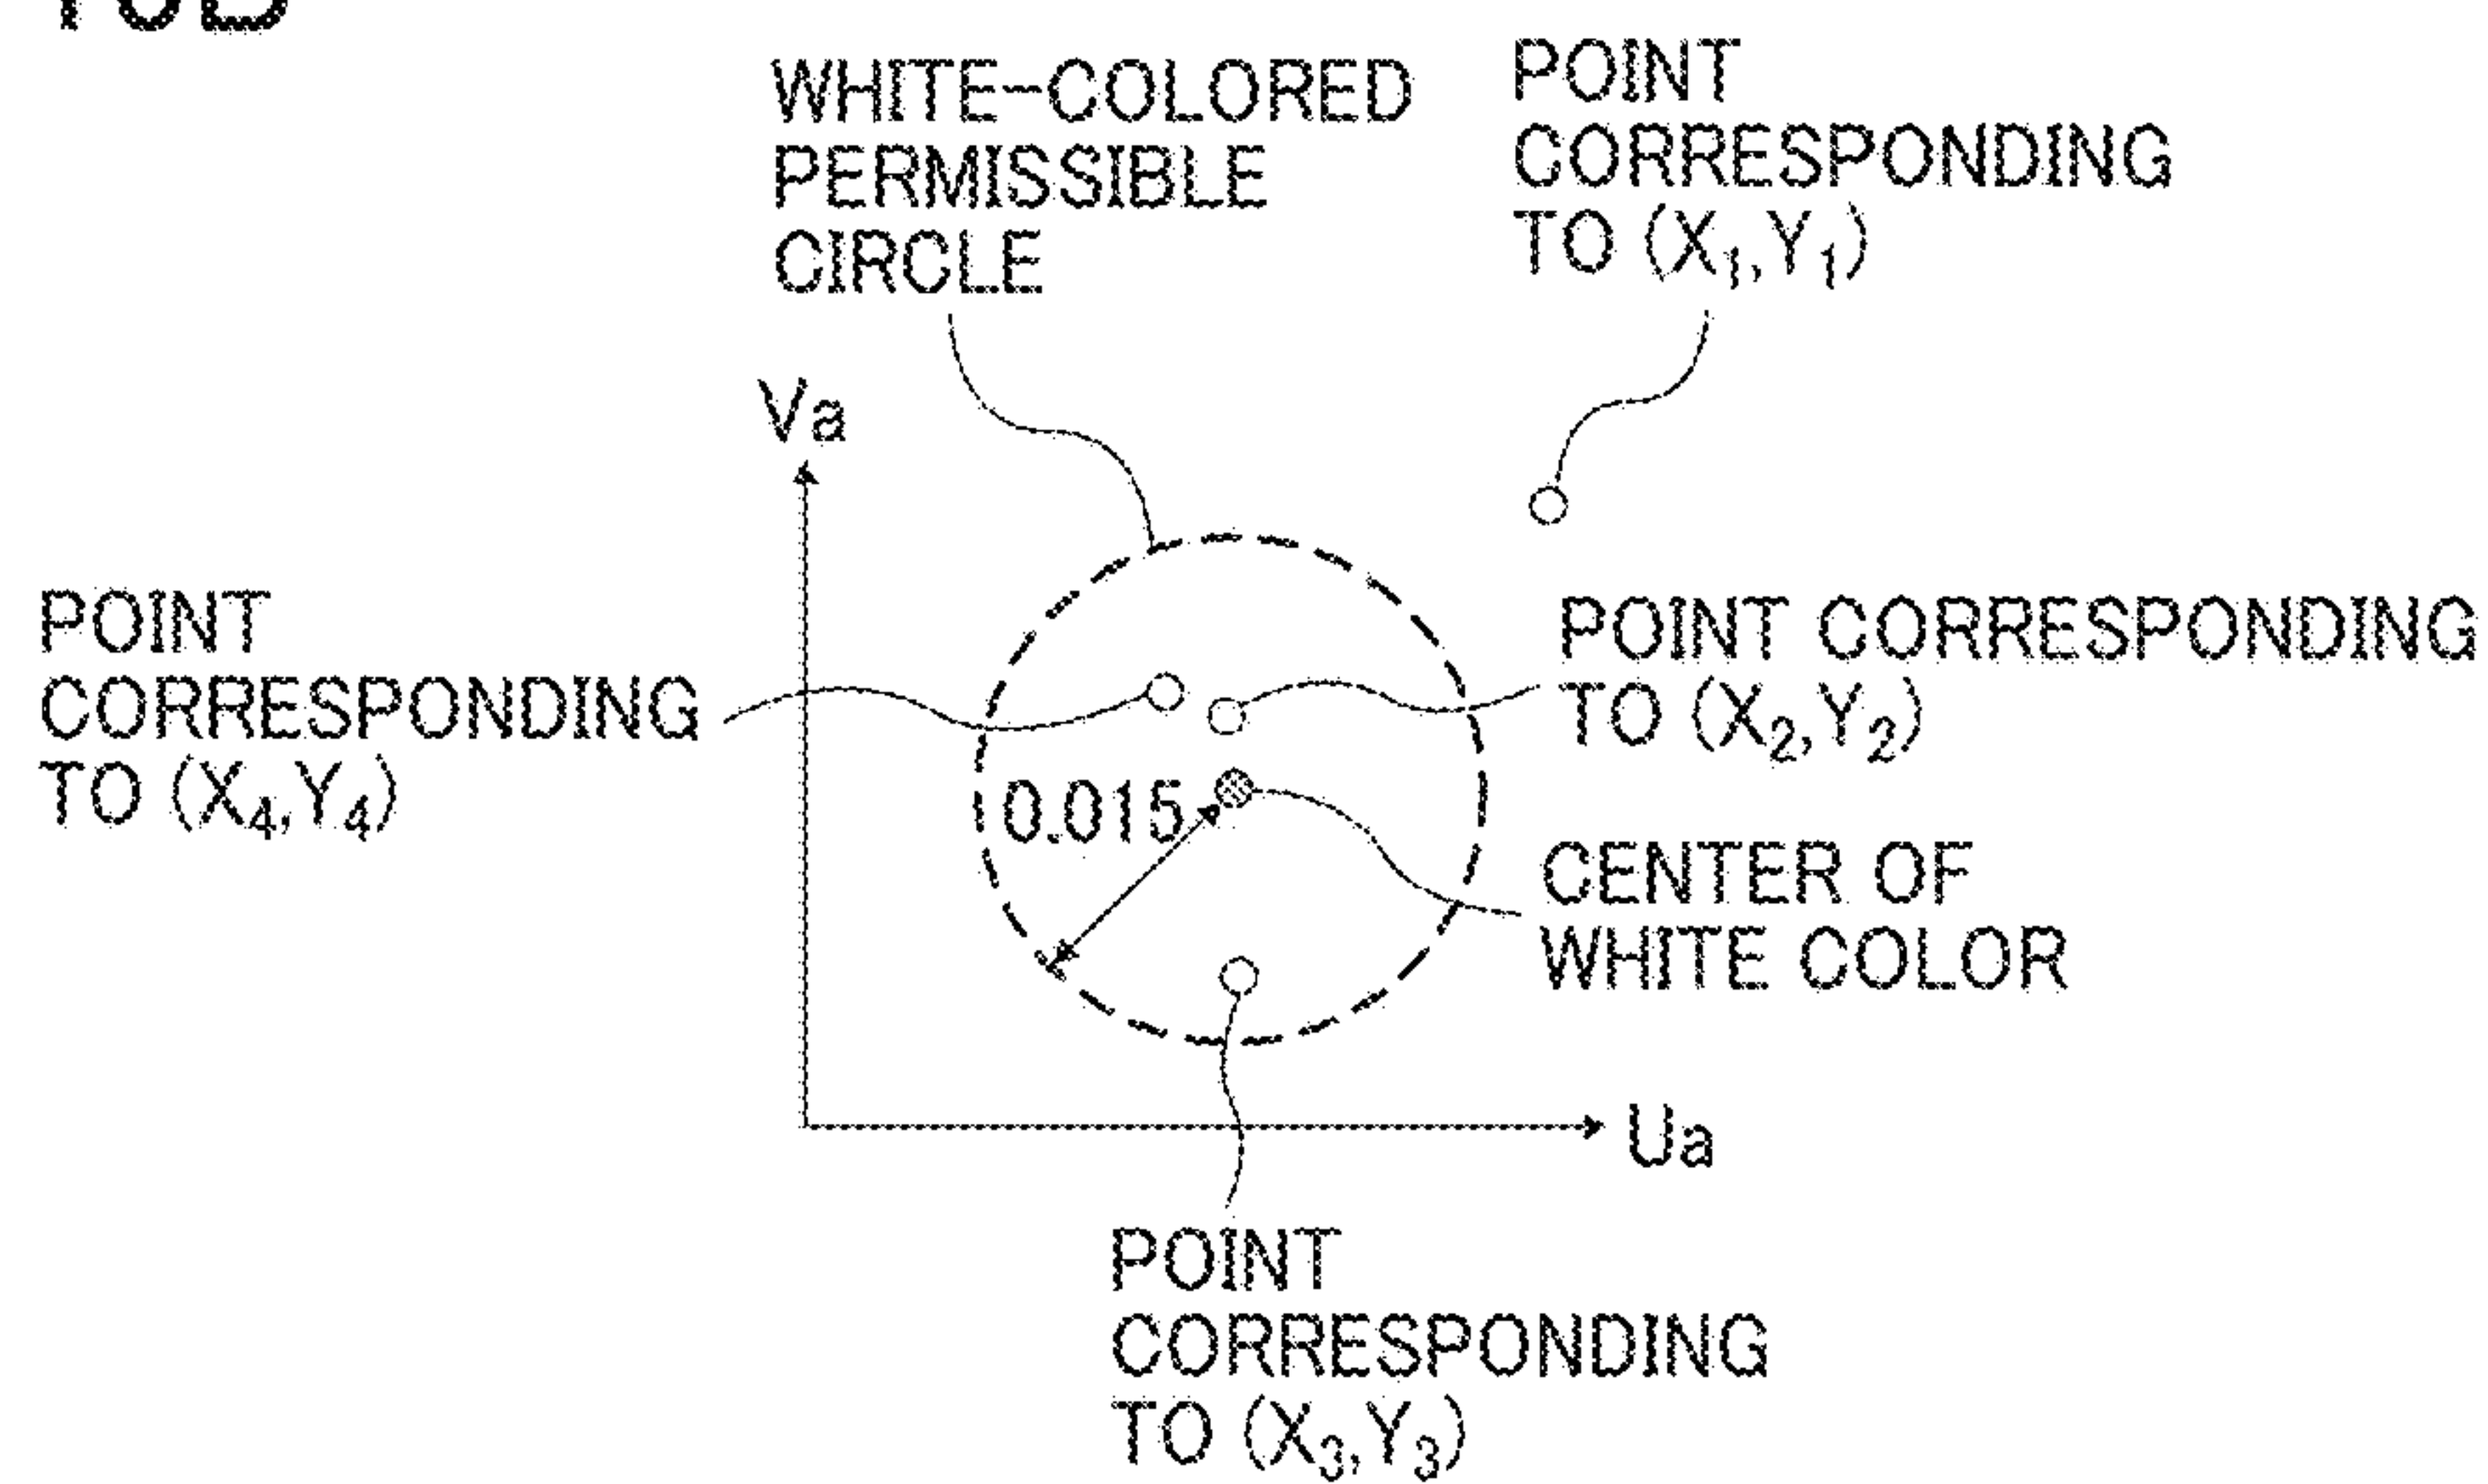 WHITE-COLORED
PERMISSIBLE
CIRCLE
POINT
CORRESPONDING
TO (X₁,Y₁)
Va
POINT
CORRESPONDING
TO (X₄,Y₄)
POINT CORRESPONDING
TO (X₂,Y₂)
0.015
CENTER OF
WHITE COLOR
Ua
POINT
CORRESPONDING
TO (X₃,Y₃)